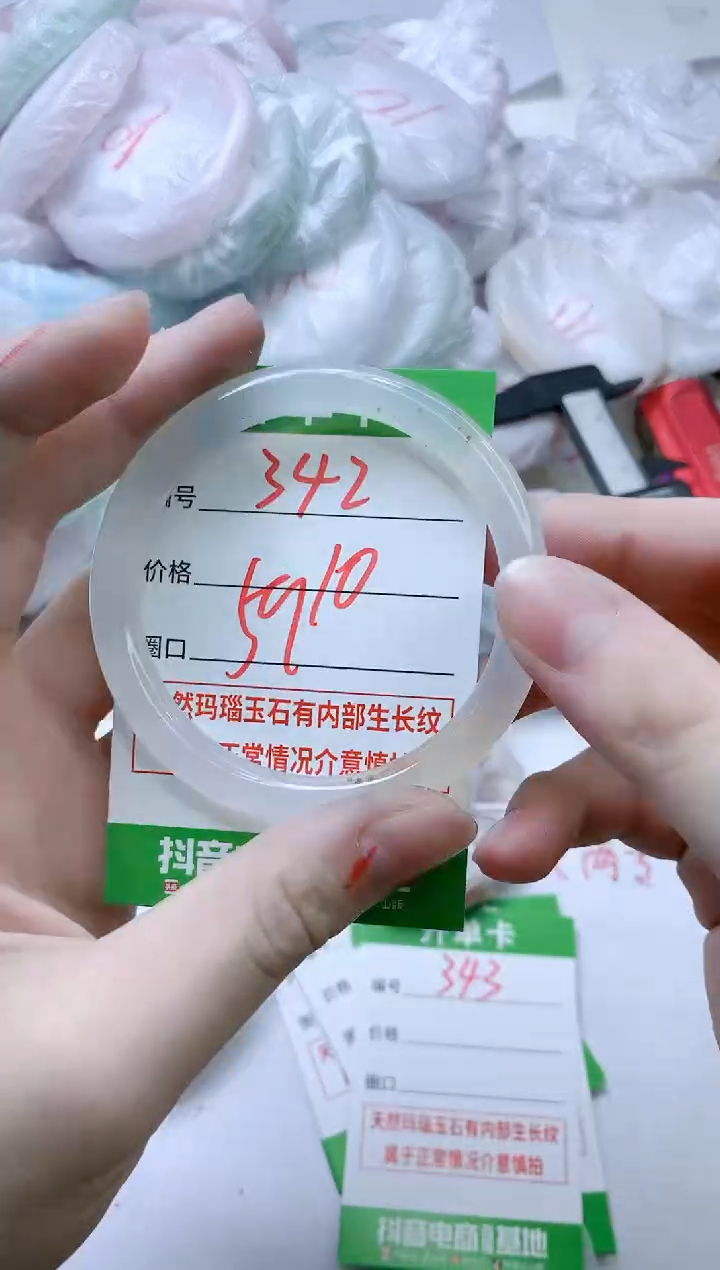 号 342
价格 5910
圈口
然玛瑙玉石有内部生长纹
正常情况介意慎
抖音
开单卡
编号 343
价格
圈口
天然玛瑙玉石有内部生长纹
属于正常情况介意慎拍
抖音电商 基地